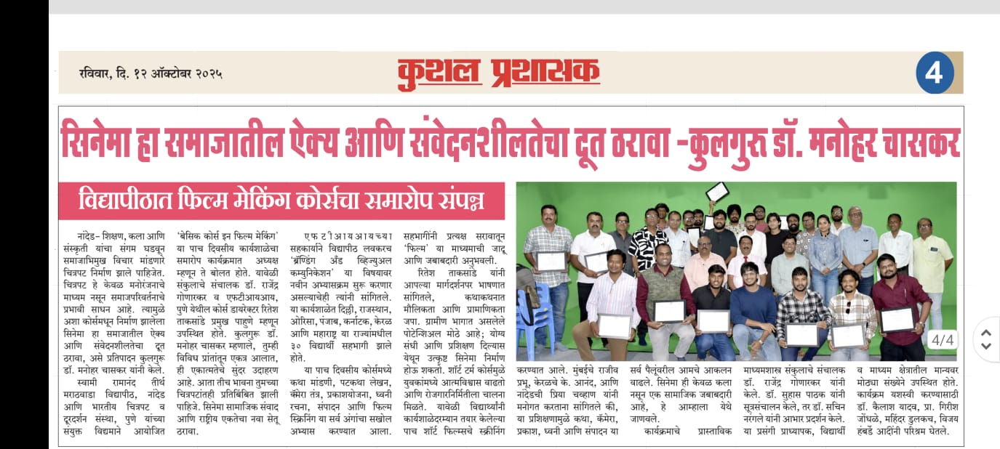 रविवार, दि. १२ ऑक्टोबर २०२५
कुशल प्रशासक
4
सिनेमा हा समाजातील ऐक्य आणि संवेदनशीलतेचा दूत ठरावा -कुलगुरु डॉ. मनोहर चासकर
विद्यापीठात फिल्म मेकिंग कोर्सचा समारोप संपन्न
नांदेड- शिक्षण, कला आणि
संस्कृती यांचा संगम घडवून
समाजाभिमुख विचार मांडणारे
चित्रपट निर्माण झाले पाहिजेत.
चित्रपट हे केवळ मनोरंजनाचे
माध्यम नसून समाजपरिवर्तनाचे
प्रभावी साधन आहे. त्यामुळे
अशा कोर्समधून निर्माण झालेला
सिनेमा हा समाजातील ऐक्य
आणि संवेदनशीलतेचा दूत
ठरावा, असे प्रतिपादन कुलगुरू
डॉ. मनोहर चासकर यांनी केले.
स्वामी रामानंद तीर्थ
मराठवाडा विद्यापीठ, नांदेड
आणि भारतीय चित्रपट व
दूरदर्शन संस्था, पुणे यांच्या
संयुक्त विद्यमाने आयोजित
‘बेसिक कोर्स इन फिल्म मेकिंग’
या पाच दिवसीय कार्यशाळेचा
समारोप कार्यक्रमात अध्यक्ष
म्हणून ते बोलत होते. यावेळी
संकुलाचे संचालक डॉ. राजेंद्र
गोणारकर व एफटीआयआय,
पुणे येथील कोर्स डायरेक्टर रितेश
ताकसांडे प्रमुख पाहुणे म्हणून
उपस्थित होते. कुलगुरू डॉ.
मनोहर चासकर म्हणाले, तुम्ही
विविध प्रांतांतून एकत्र आलात,
ही एकात्मतेचे सुंदर उदाहरण
आहे. आता तीच भावना तुमच्या
चित्रपटांतही प्रतिबिंबित झाली
पाहिजे. सिनेमा सामाजिक संवाद
आणि राष्ट्रीय एकतेचा नवा सेतू
ठरावा.
एफटीआयआयच्या
सहकार्याने विद्यापीठ लवकरच
‘ब्रॅण्डिंग अँड व्हिज्युअल
कम्युनिकेशन’ या विषयावर
नवीन अभ्यासक्रम सुरू करणार
असल्याचेही त्यांनी सांगितले.
या कार्यशाळेत दिल्ली, राजस्थान,
ओरिसा, पंजाब, कर्नाटक, केरळ
आणि महाराष्ट्र या राज्यांमधील
३० विद्यार्थी सहभागी झाले
होते.
या पाच दिवसीय कोर्समध्ये
कथा मांडणी, पटकथा लेखन,
कॅमेरा तंत्र, प्रकाशयोजना, ध्वनी
रचना, संपादन आणि फिल्म
स्क्रिनिंग या सर्व अंगांचा सखोल
अभ्यास करण्यात आला.
सहभागींनी प्रत्यक्ष सरावातून
‘फिल्म’ या माध्यमाची जादू
आणि जबाबदारी अनुभवली.
रितेश ताकसांडे यांनी
आपल्या मार्गदर्शनपर भाषणात
सांगितले, कथाकथनात
मौलिकता आणि प्रामाणिकता
जपा. ग्रामीण भागात असलेले
पोटेन्शिअल मोठे आहे; योग्य
संधी आणि प्रशिक्षण दिल्यास
येथून उत्कृष्ट सिनेमा निर्माण
होऊ शकतो. शॉर्ट टर्म कोर्समुळे
युवकांमध्ये आत्मविश्वास वाढतो
आणि रोजगारनिर्मितीला चालना
मिळते. यावेळी विद्यार्थ्यांनी
कार्यशाळेदरम्यान तयार केलेल्या
पाच शॉर्ट फिल्म्सचे स्क्रीनिंग
4/4
करण्यात आले. मुंबईचे राजीव
प्रभू, केरळचे के. आनंद, आणि
नांदेडची प्रिया चव्हाण यांनी
मनोगत करताना सांगितले की,
या प्रशिक्षणामुळे कथा, कॅमेरा,
प्रकाश, ध्वनी आणि संपादन या
सर्व पैलूंवरील आमचे आकलन
वाढले. सिनेमा ही केवळ कला
नसून एक सामाजिक जबाबदारी
आहे, हे आम्हाला येथे
जाणवले.
कार्यक्रमाचे प्रास्ताविक
माध्यमशास्त्र संकुलाचे संचालक
डॉ. राजेंद्र गोणारकर यांनी
केले. डॉ. सुहास पाठक यांनी
सूत्रसंचालन केले, तर डॉ. सचिन
नरंगले यांनी आभार प्रदर्शन केले.
या प्रसंगी प्राध्यापक, विद्यार्थी
व माध्यम क्षेत्रातील मान्यवर
मोठ्या संख्येने उपस्थित होते.
कार्यक्रम यशस्वी करण्यासाठी
डॉ. कैलाश यादव, प्रा. गिरीश
जोंधळे, महिंदर डुलकच, विजय
हंबर्डे आदींनी परिश्रम घेतले.